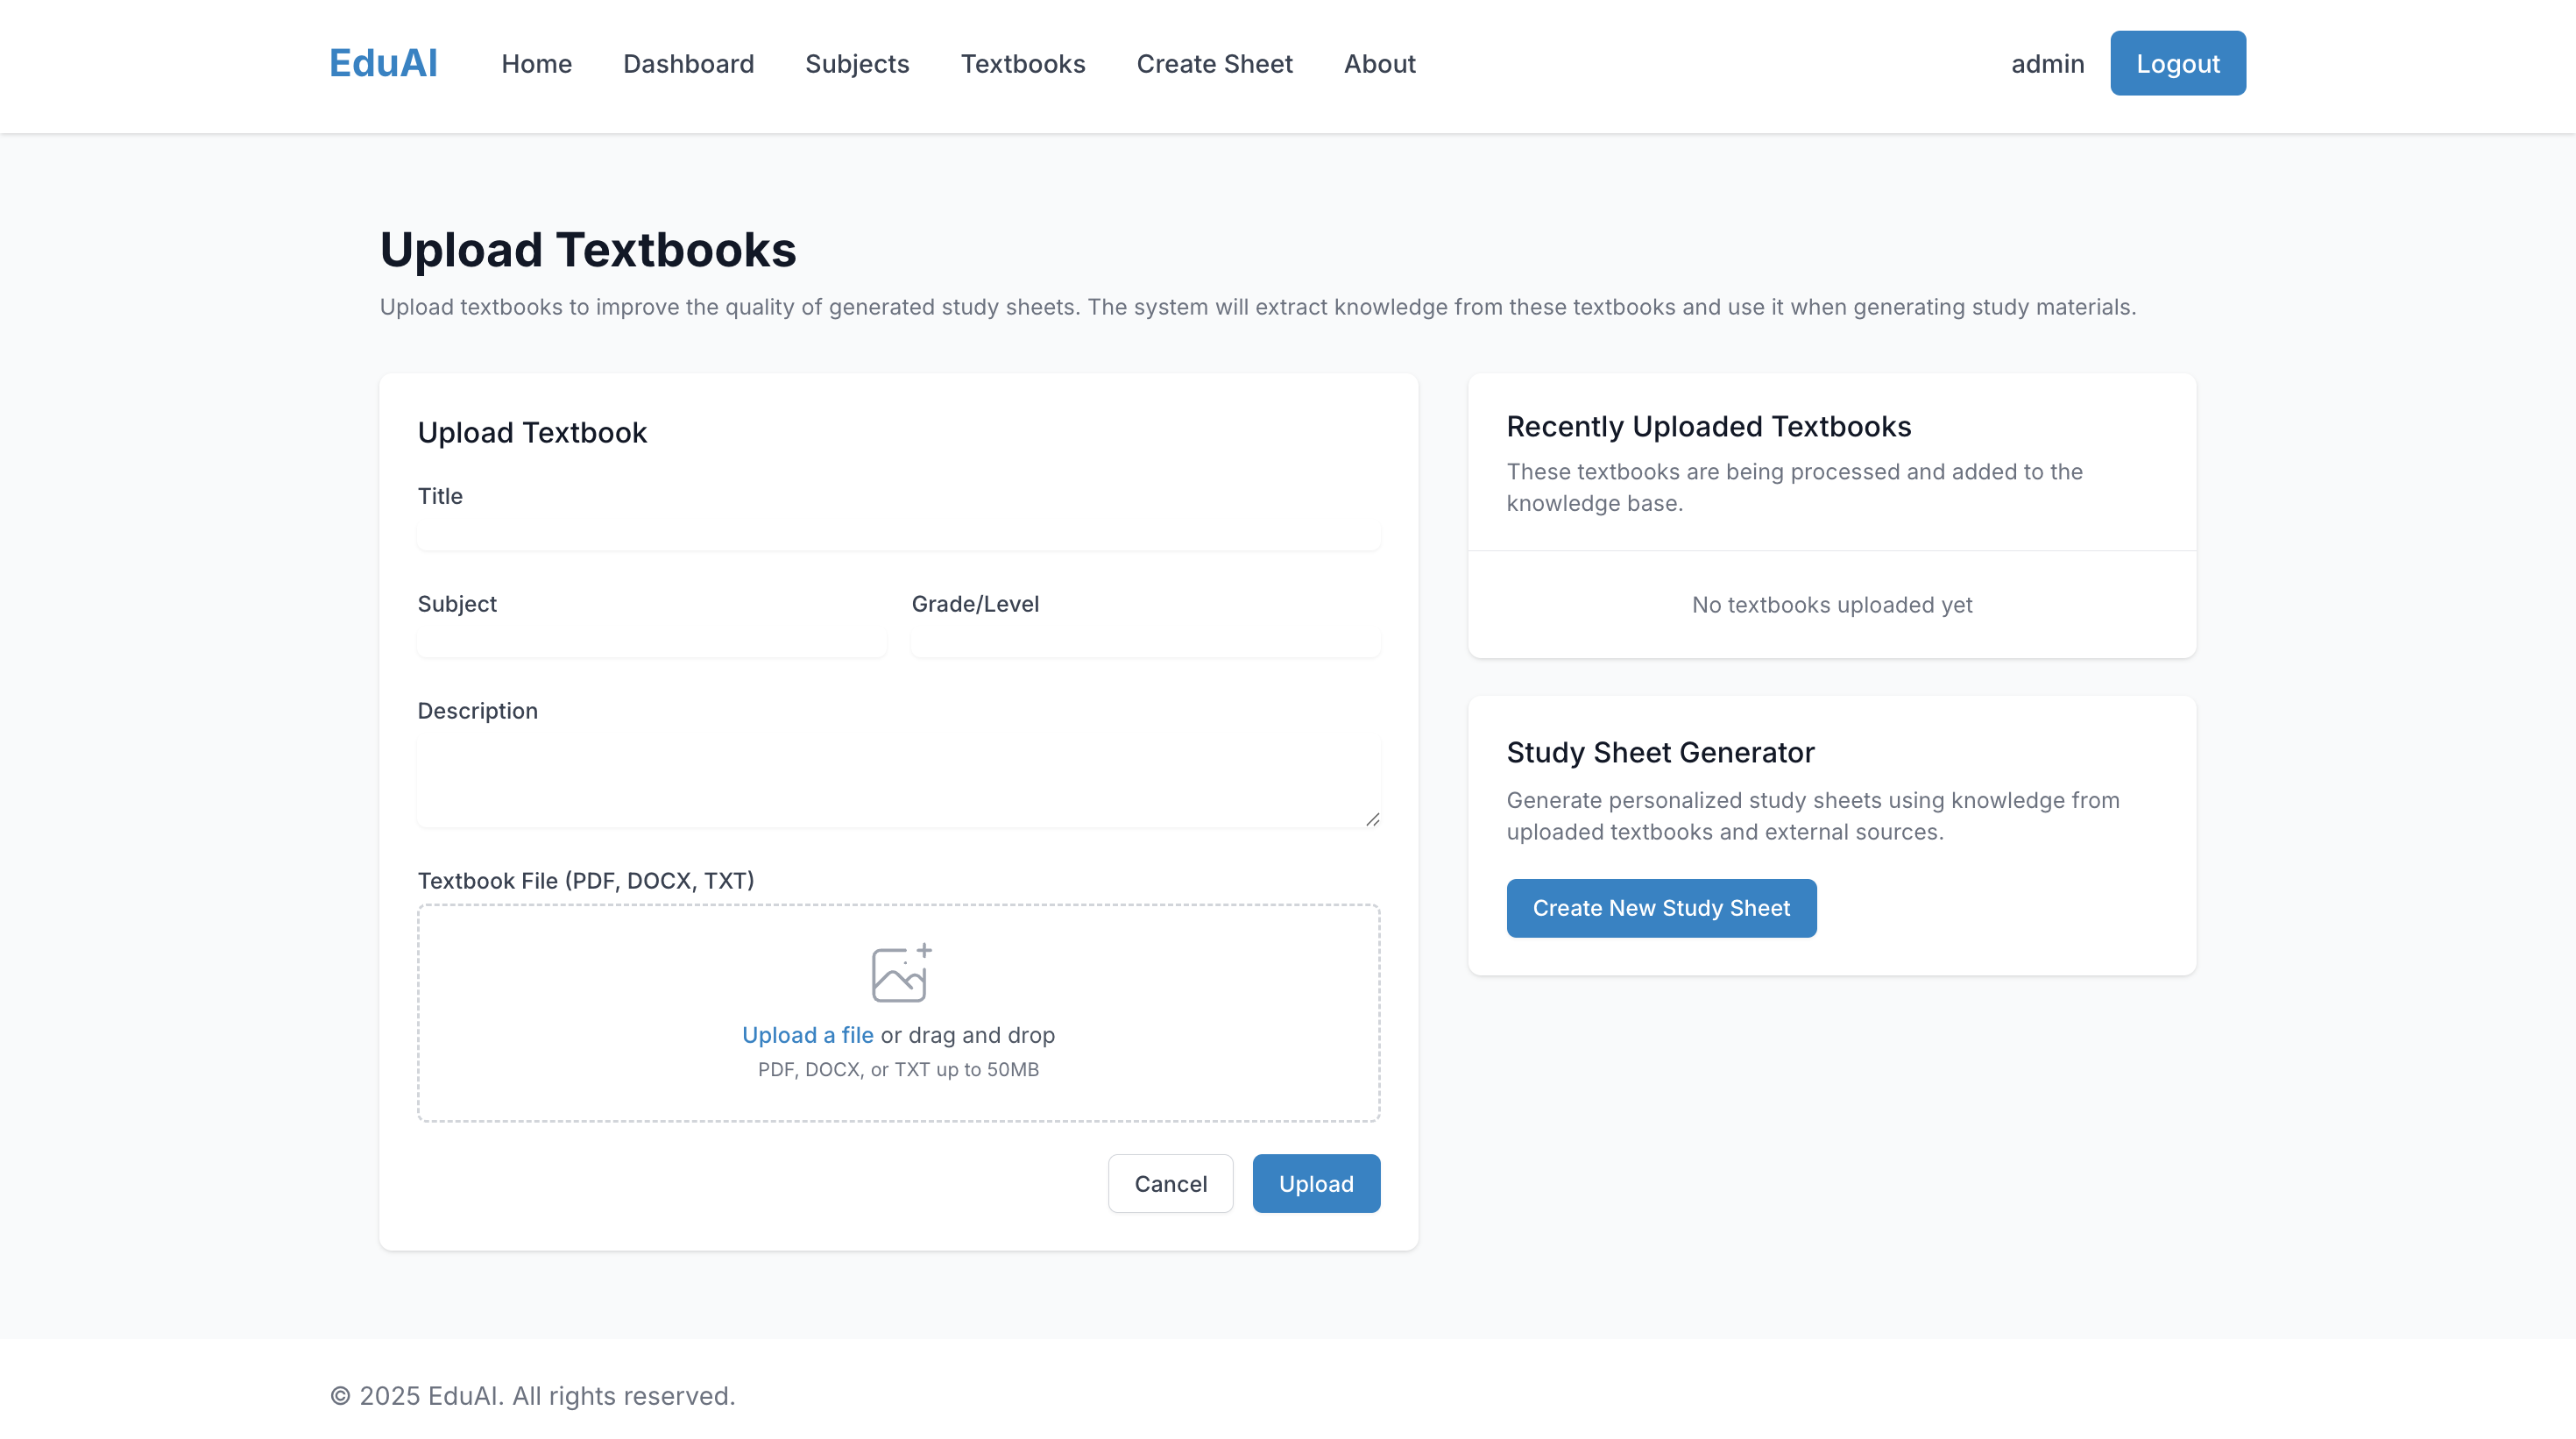 EduAI
Home
Dashboard
Subjects
Textbooks
Create Sheet
About
admin
Logout
Upload Textbooks
Upload textbooks to improve the quality of generated study sheets. The system will extract knowledge from these textbooks and use it when generating study materials.
Upload Textbook
Title
Subject
Grade/Level
Description
Textbook File (PDF, DOCX, TXT)
Upload a file or drag and drop
PDF, DOCX, or TXT up to 50MB
Cancel
Upload
Recently Uploaded Textbooks
These textbooks are being processed and added to the
knowledge base.
No textbooks uploaded yet
Study Sheet Generator
Generate personalized study sheets using knowledge from
uploaded textbooks and external sources.
Create New Study Sheet
© 2025 EduAI. All rights reserved.